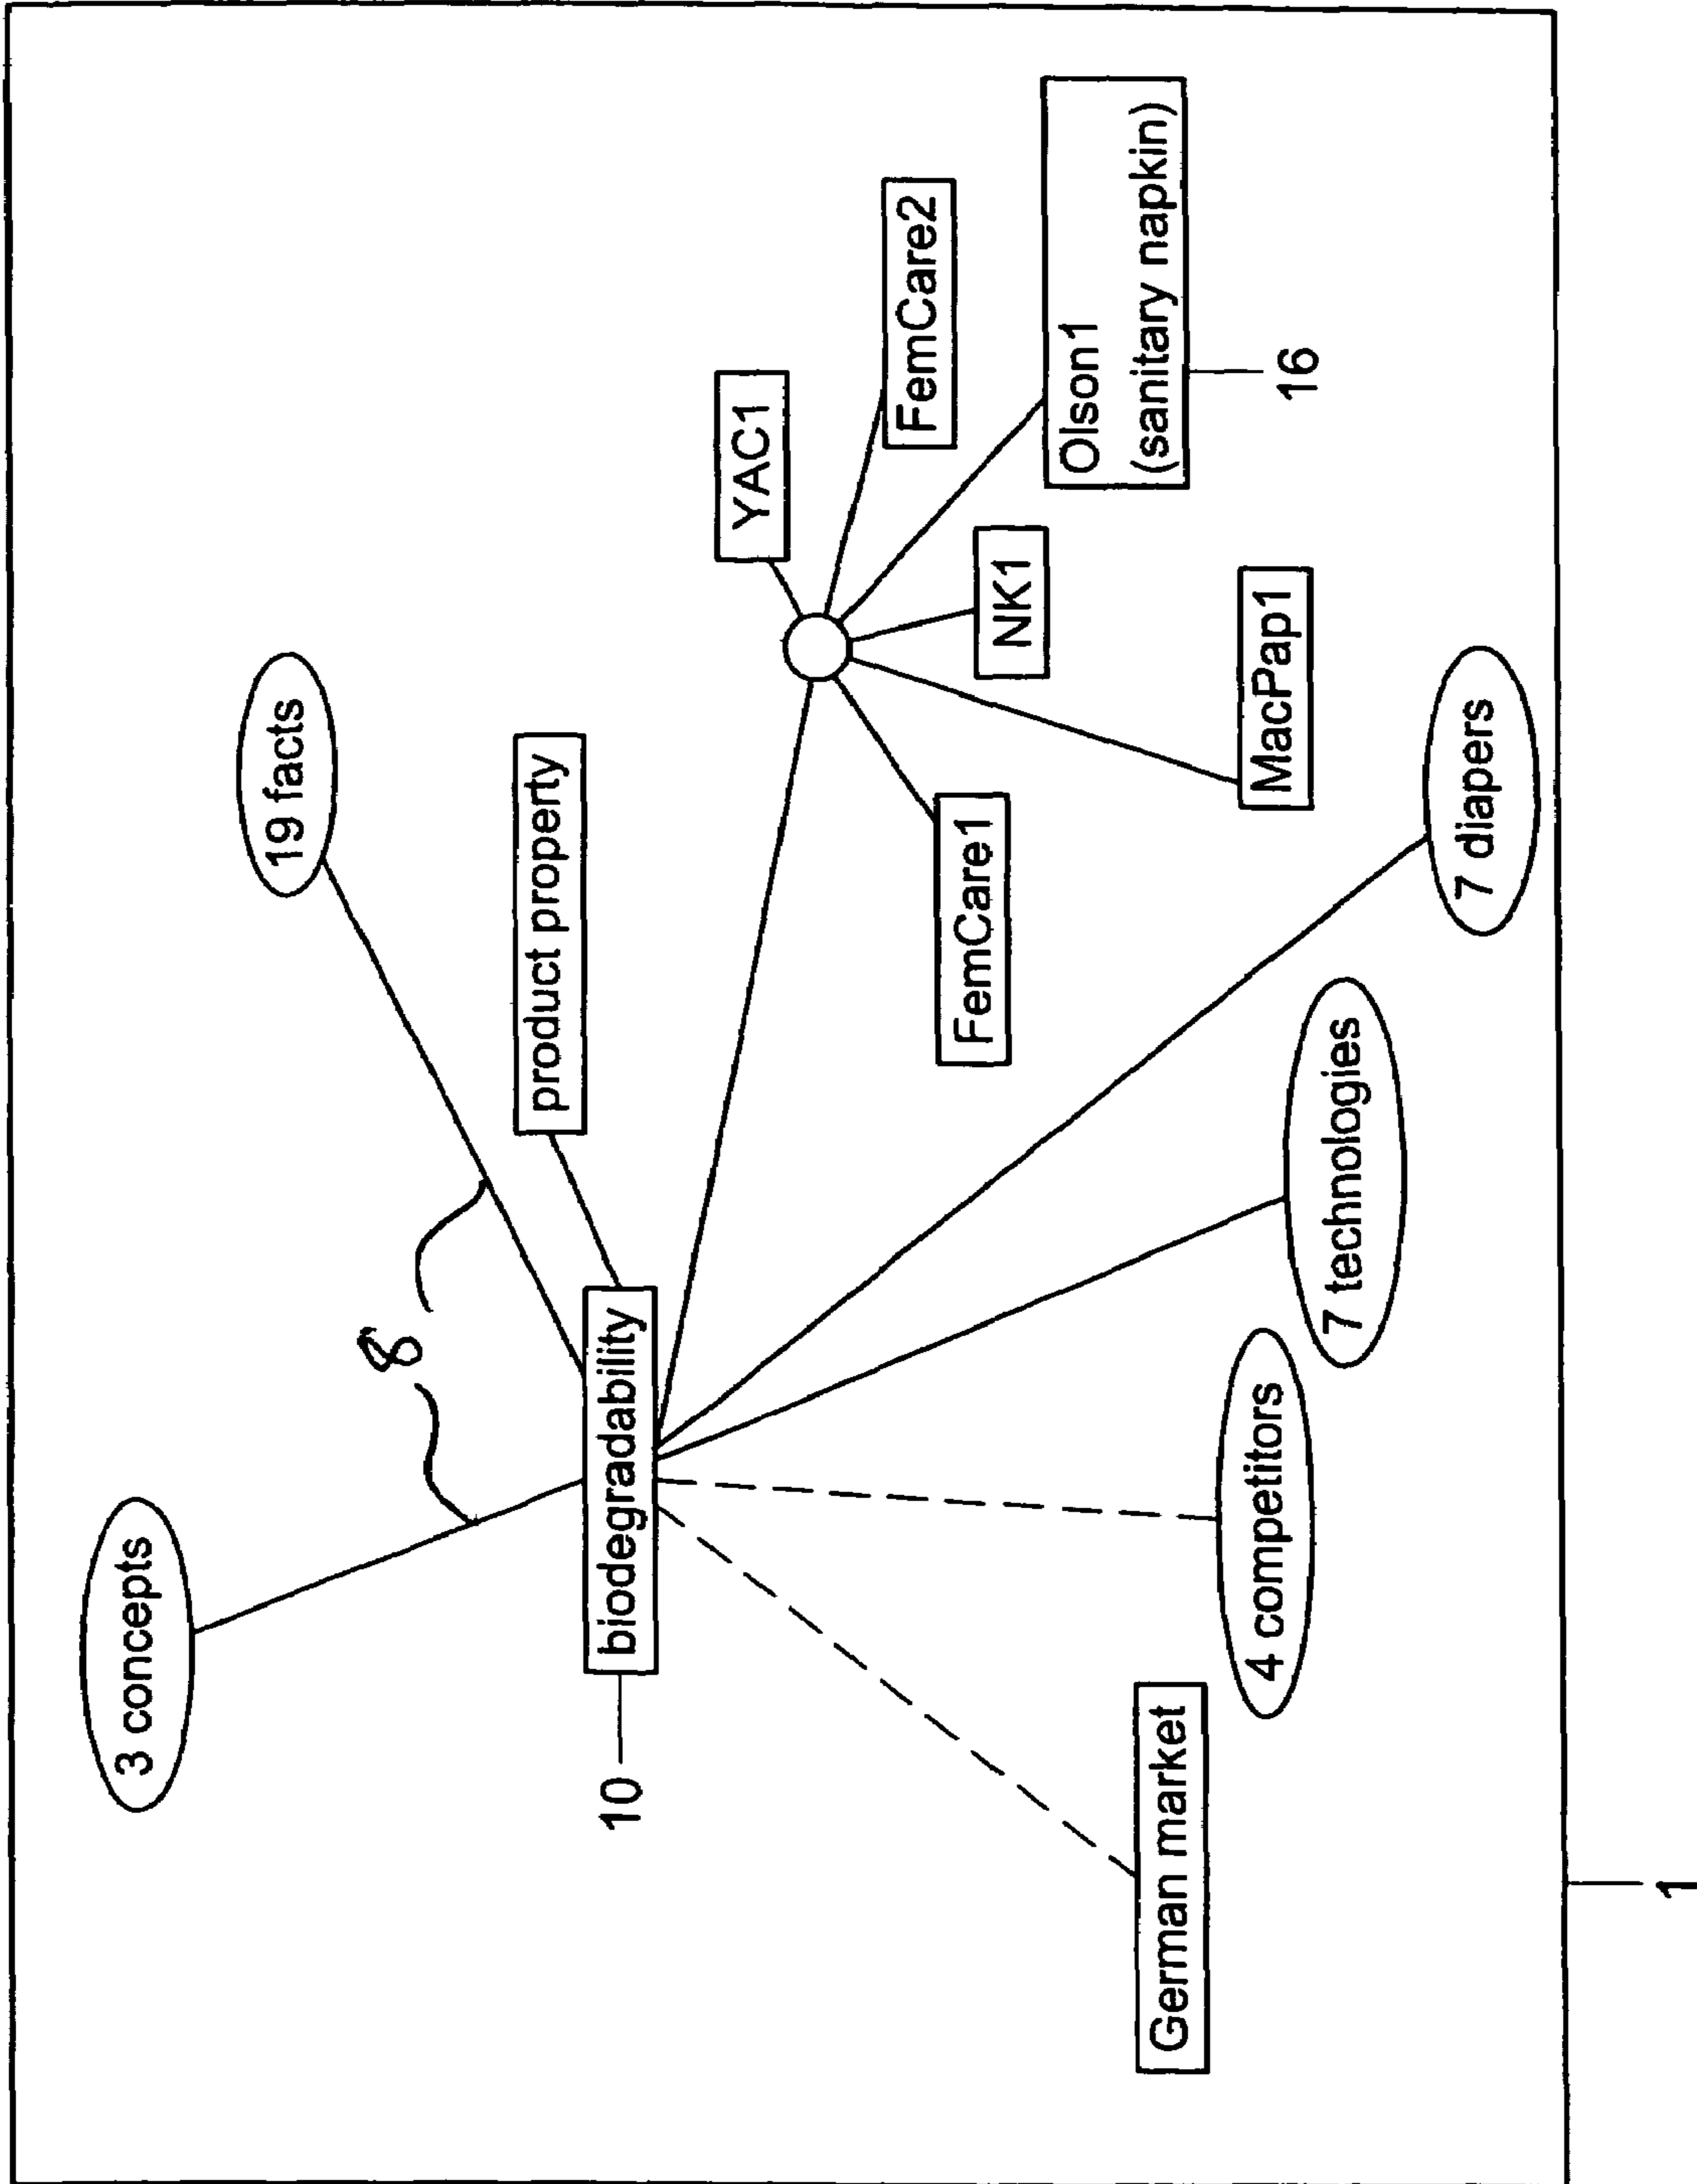 3 concepts
19 facts
8
product property
10
biodegradability
YAC1
FemCare2
FemCare1
NK1
Olson1
(sanitary napkin)
16
MacPap1
German market
4 competitors
7 technologies
7 diapers
1